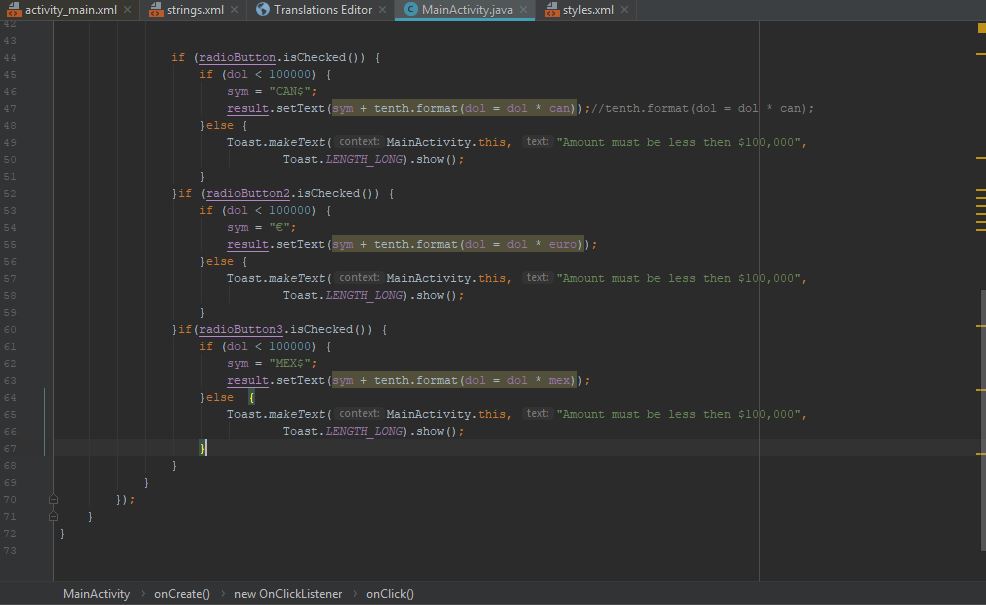 activity_main.xml strings.xml Translations Editor MainActivity.java styles.xml
42
43
44 if (radioButton.isChecked()) {
45 if (dol < 100000) {
46 sym = "CAN$";
47 result.setText(sym + tenth.format(dol = dol * can));//tenth.format(dol = dol * can);
48 }else {
49 Toast.makeText( context: MainActivity.this, text: "Amount must be less then $100,000",
50 Toast.LENGTH_LONG).show();
51 }
52 }if (radioButton2.isChecked()) {
53 if (dol < 100000) {
54 sym = "€";
55 result.setText(sym + tenth.format(dol = dol * euro));
56 }else {
57 Toast.makeText( context: MainActivity.this, text: "Amount must be less then $100,000",
58 Toast.LENGTH_LONG).show();
59 }
60 }if(radioButton3.isChecked()) {
61 if (dol < 100000) {
62 sym = "MEX$";
63 result.setText(sym + tenth.format(dol = dol * mex));
64 }else {
65 Toast.makeText( context: MainActivity.this, text: "Amount must be less then $100,000",
66 Toast.LENGTH_LONG).show();
67 }
68 }
69 }
70 });
71 }
72 }
73
MainActivity › onCreate() › new OnClickListener › onClick()